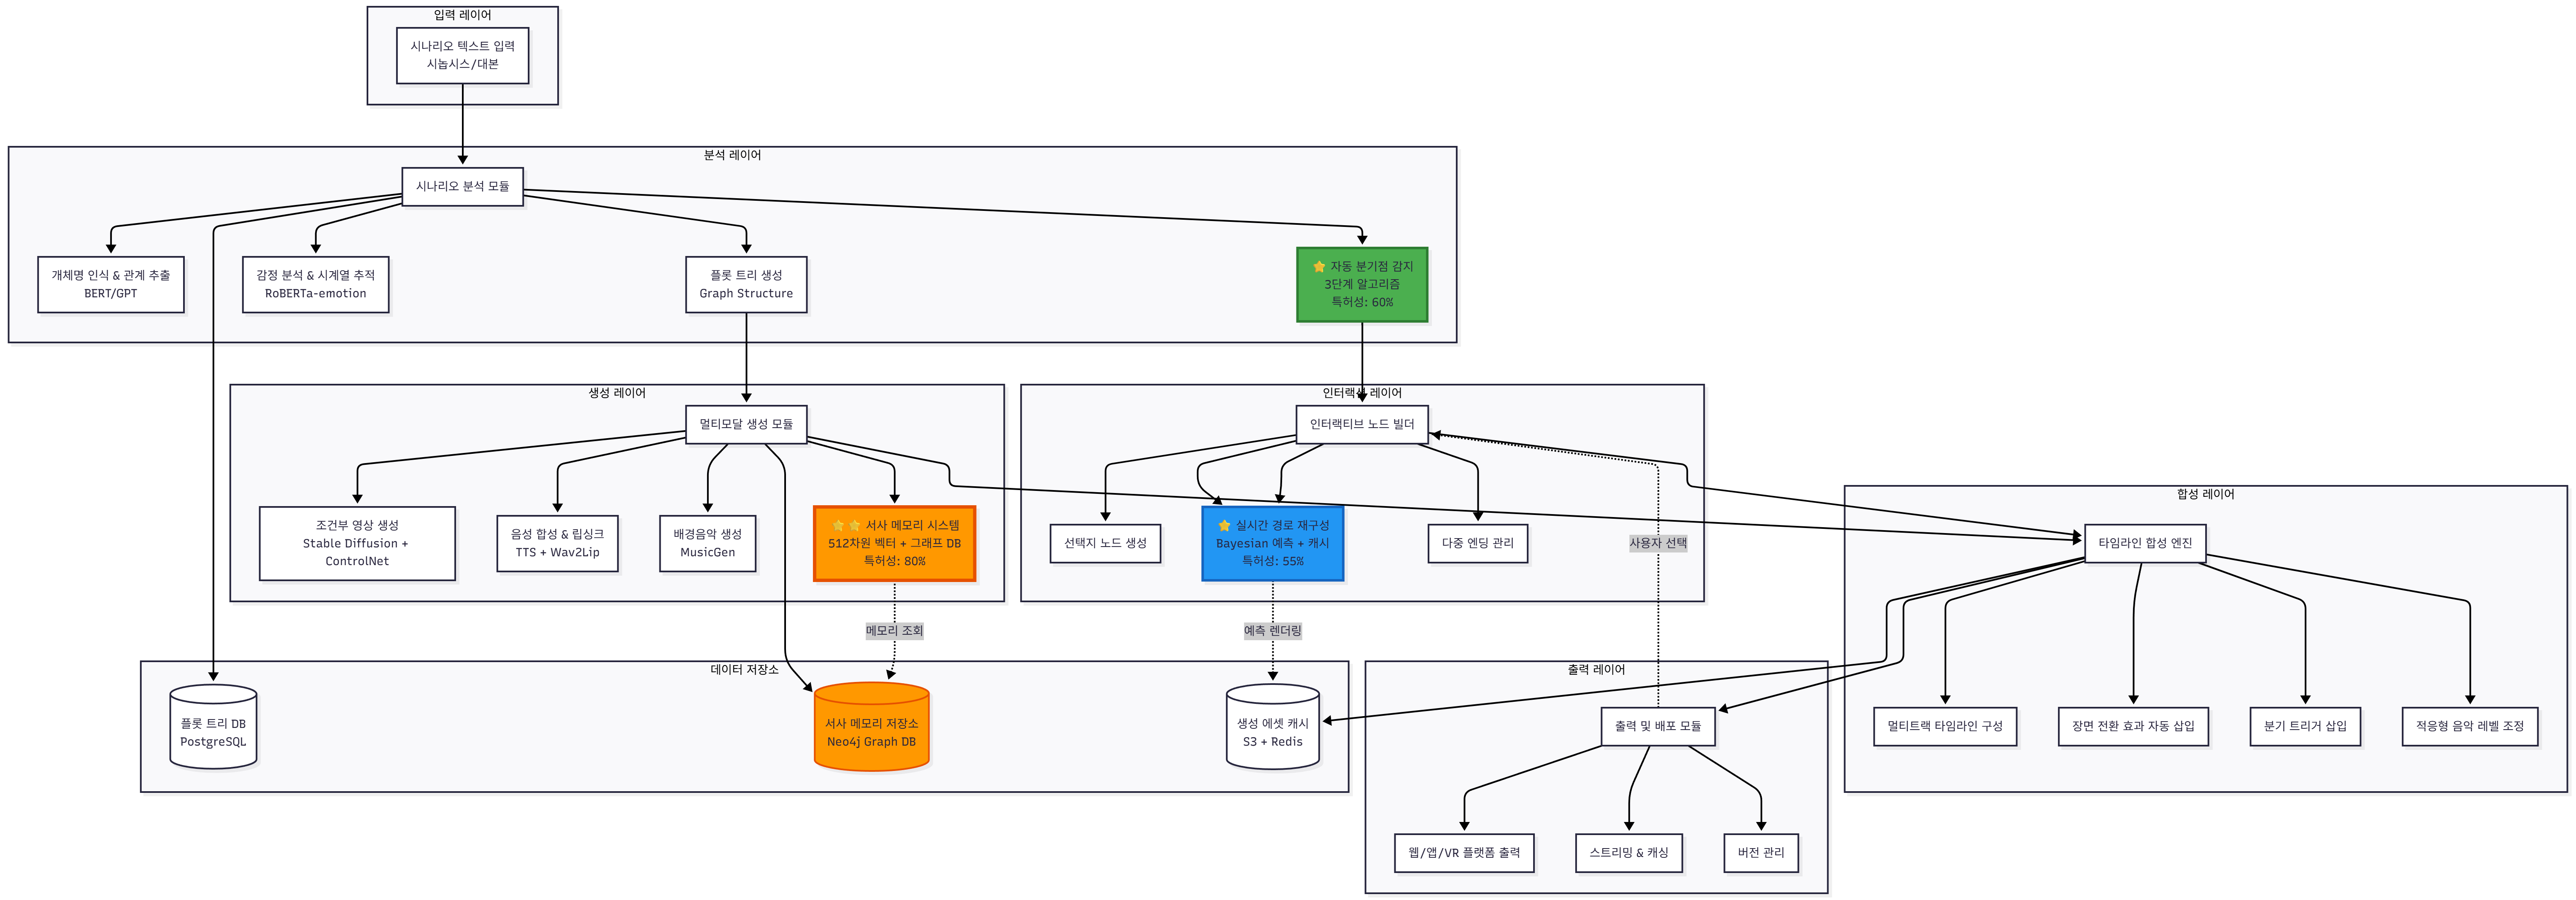 입력 레이어
시나리오 텍스트 입력
시놉시스/대본
분석 레이어
시나리오 분석 모듈
개체명 인식 & 관계 추출
BERT/GPT
감정 분석 & 시계열 추적
RoBERTa-emotion
플롯 트리 생성
Graph Structure
⭐ 자동 분기점 감지
3단계 알고리즘
특허성: 60%
생성 레이어
멀티모달 생성 모듈
조건부 영상 생성
Stable Diffusion +
ControlNet
음성 합성 & 립싱크
TTS + Wav2Lip
배경음악 생성
MusicGen
⭐ ⭐ 서사 메모리 시스템
512차원 벡터 + 그래프 DB
특허성: 80%
인터랙션 레이어
인터랙티브 노드 빌더
선택지 노드 생성
⭐ 실시간 경로 재구성
Bayesian 예측 + 캐시
특허성: 55%
다중 엔딩 관리
사용자 선택
합성 레이어
타임라인 합성 엔진
멀티트랙 타임라인 구성
장면 전환 효과 자동 삽입
분기 트리거 삽입
적응형 음악 레벨 조정
메모리 조회
예측 렌더링
데이터 저장소
플롯 트리 DB
PostgreSQL
서사 메모리 저장소
Neo4j Graph DB
생성 에셋 캐시
S3 + Redis
출력 레이어
출력 및 배포 모듈
웹/앱/VR 플랫폼 출력
스트리밍 & 캐싱
버전 관리